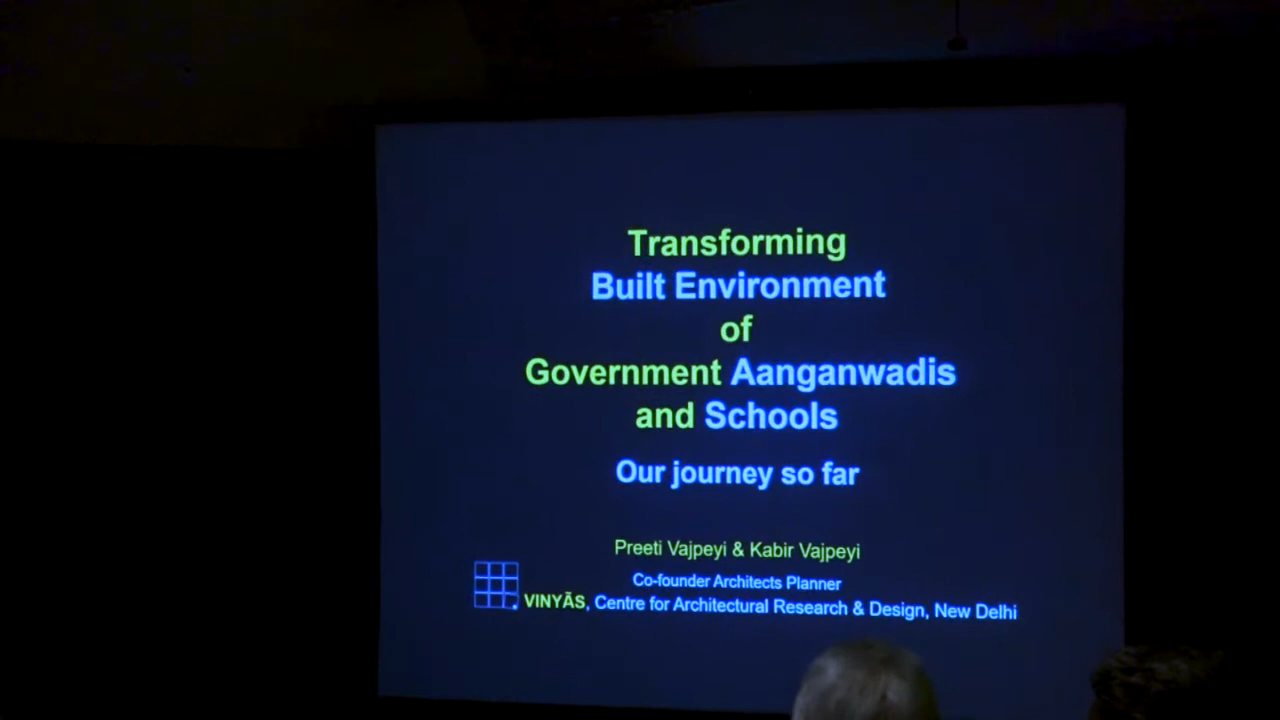 Transforming
Built Environment
of
Government Aanganwadis
and Schools
Our journey so far
Preeti Vajpeyi & Kabir Vajpeyi
Co-founder Architects Planner
VINYĀS, Centre for Architectural Research & Design, New Delhi